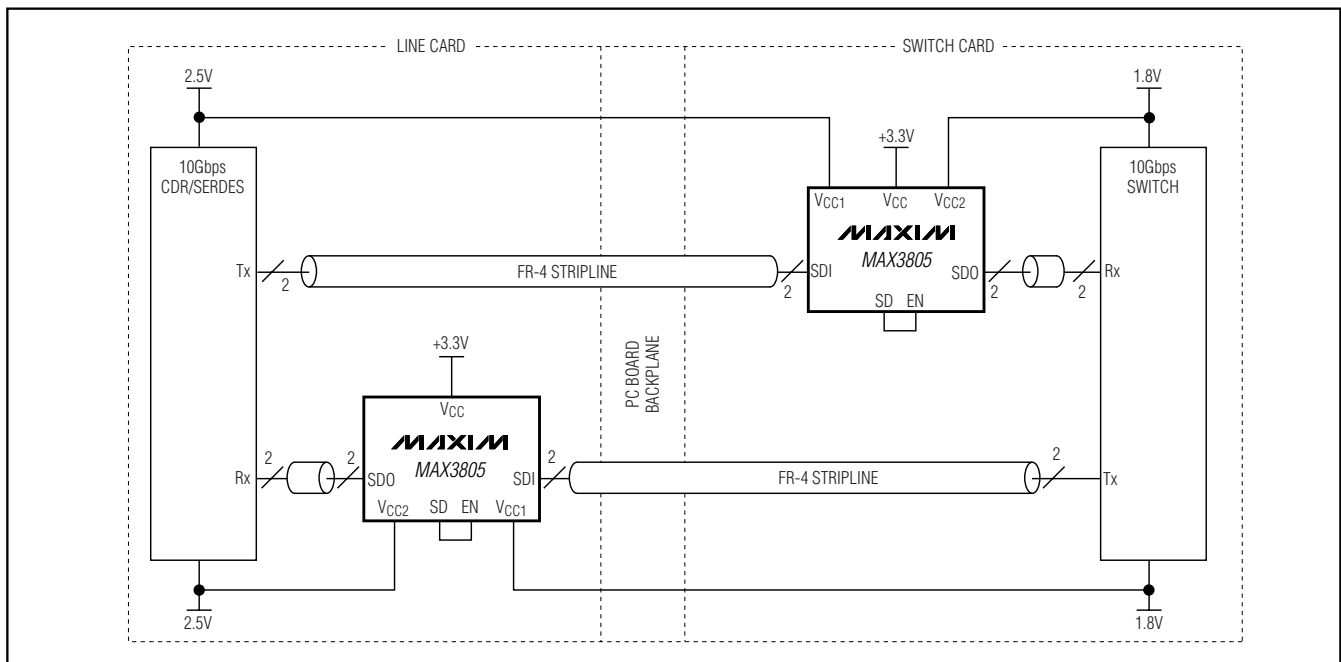 LINE CARD
SWITCH CARD
2.5V
1.8V
+3.3V
10Gbps
CDR/SERDES
10Gbps
SWITCH
VCC1
VCC
VCC2
MAXIM
MAX3805
Tx
2
FR-4 STRIPLINE
2
SDI
SDO
2
2
Rx
SD
EN
+3.3V
PC BOARD
BACKPLANE
VCC
MAXIM
MAX3805
Rx
2
2
SDO
SDI
2
FR-4 STRIPLINE
2
Tx
VCC2
SD
EN
VCC1
2.5V
1.8V